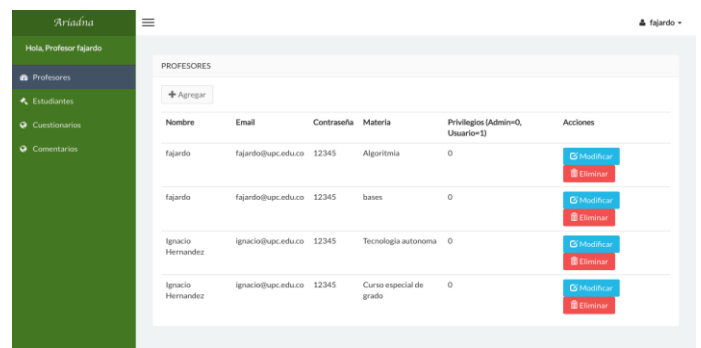 Ariadna
fajardo
Hola, Profesor fajardo
Profesores
Estudiantes
Cuestionarios
Comentarios
PROFESORES
Agregar
Nombre Email Contraseña Materia Privilegios (Admin=0, Usuario=1) Acciones
fajardo fajardo@upc.edu.co 12345 Algoritmia 0 Modificar
Eliminar
fajardo fajardo@upc.edu.co 12345 bases 0 Modificar
Eliminar
Ignacio Hernandez ignacio@upc.edu.co 12345 Tecnologia autonoma 0 Modificar
Eliminar
Ignacio Hernandez ignacio@upc.edu.co 12345 Curso especial de grado 0 Modificar
Eliminar